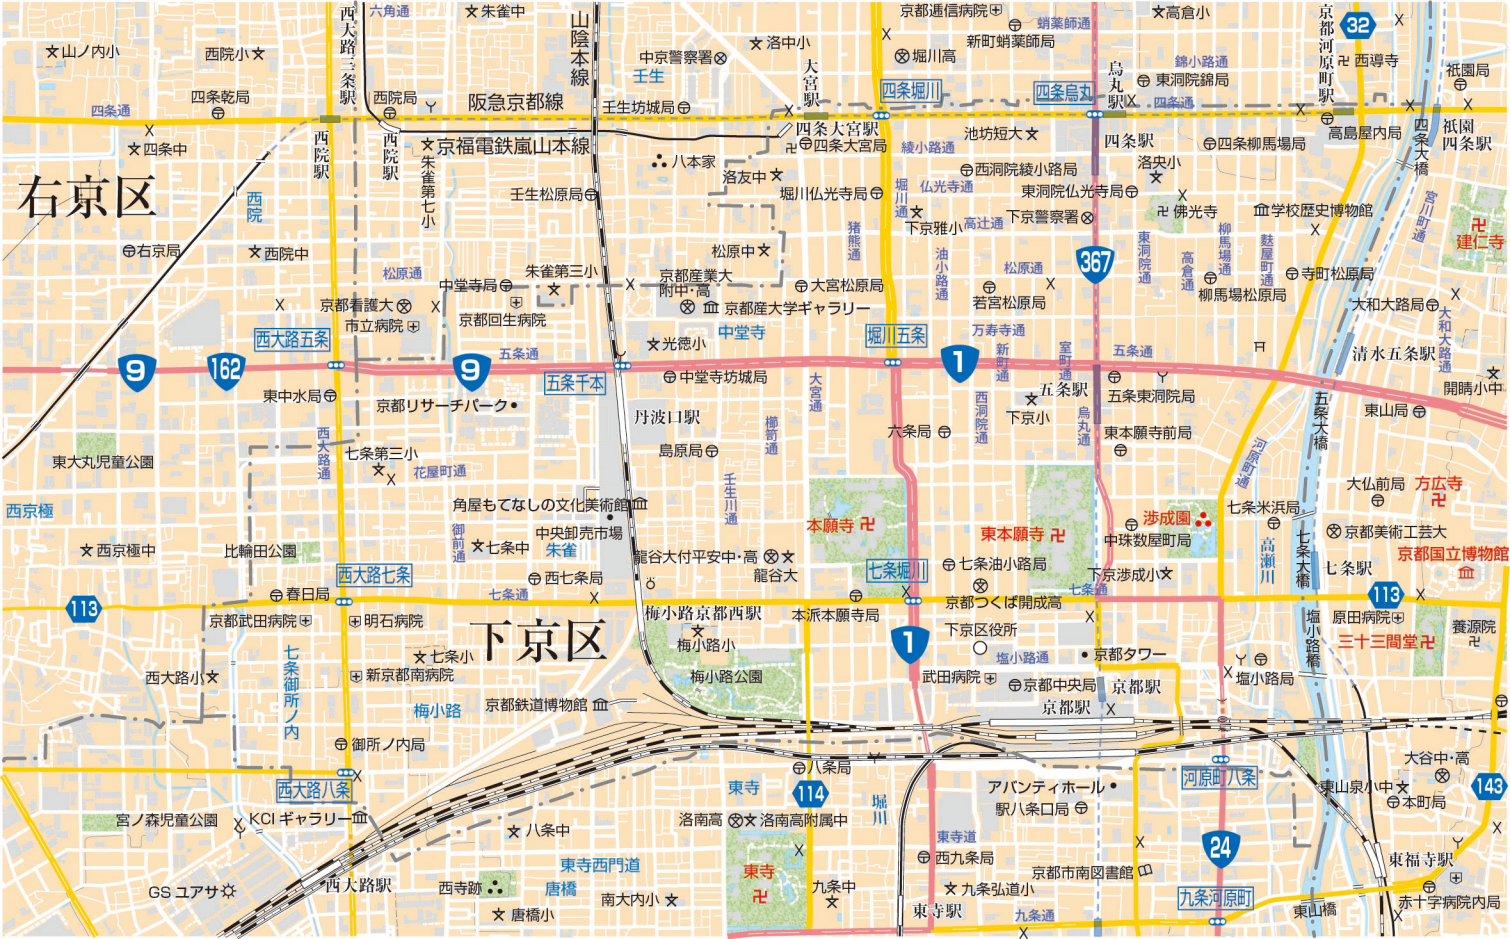 西大路三条駅
六角通
朱雀中
山陰本線
京都逓信病院
新町蛸薬師局
蛸薬師通
高倉小
京都河原町駅
32
山ノ内小
西院小
中京警察署
洛中小
壬生
堀川高
大宮駅
烏丸駅
錦小路通
東洞院錦局
西導寺
祇園局
四条乾局
西院局
四条通
阪急京都線
壬生坊城局
四条堀川
四条烏丸
四条通
高島屋内局
四条大橋
祇園四条駅
四条中
西院駅
西院駅
京福電鉄嵐山本線
四条大宮駅
四条大宮局
池坊短大
四条駅
四条柳馬場局
綾小路通
朱雀第七小
八本家
洛友中
西洞院綾小路局
洛央小
右京区
西院
壬生松原局
堀川仏光寺局
堀川通
仏光寺通
東洞院仏光寺局
宮川町通
下京雅小
高辻通
下京警察署
佛光寺
学校歴史博物館
建仁寺
猪熊通
右京局
西院中
松原中
油小路通
367
東洞院通
高倉通
柳馬場通
麩屋町通
松原通
朱雀第三小
京都産業大附中・高
松原通
寺町松原局
中堂寺局
大宮松原局
若宮松原局
柳馬場松原局
京都看護大
市立病院
京都回生病院
京都産大学ギャラリー
大和大路局
大和大路通
西大路五条
中堂寺
堀川五条
万寿寺通
光徳小
五条通
新町通
室町通
五条通
清水五条駅
9
162
9
1
五条千本
中堂寺坊城局
五条駅
開睛小中
東中水局
京都リサーチパーク
大宮通
西洞院通
下京小
烏丸通
五条東洞院局
五条大橋
東山局
丹波口駅
櫛笥通
六条局
東本願寺前局
河原町通
西大路通
東大丸児童公園
七条第三小
花屋町通
島原局
壬生川通
大仏前局
方広寺
西京極
角屋もてなしの文化美術館
本願寺
東本願寺
渉成園
七条米浜局
御前通
中央卸売市場
朱雀
中珠数屋町局
高瀬川
七条大橋
京都美術工芸大
西京極中
比輪田公園
七条中
龍谷大付平安中・高
龍谷大
七条堀川
七条油小路局
下京渉成小
七条駅
京都国立博物館
西大路七条
西七条局
春日局
七条通
京都つくば開成高
七条通
113
113
京都武田病院
明石病院
下京区
梅小路京都西駅
本派本願寺局
下京区役所
塩小路橋
原田病院
養源院
三十三間堂
梅小路小
1
塩小路通
京都タワー
七条小
七条御所ノ内
西大路小
新京都南病院
梅小路公園
武田病院
京都中央局
京都駅
塩小路局
京都鉄道博物館
梅小路
京都駅
御所ノ内局
八条局
大谷中・高
西大路八条
東寺
114
堀川
アバンティホール
駅八条口局
河原町八条
東山泉小中
本町局
143
宮ノ森児童公園
KCIギャラリー
八条中
洛南高
洛南高附属中
東寺道
24
東寺西門道
唐橋
東寺
西九条局
京都市南図書館
東福寺駅
GSユアサ
西大路駅
西寺跡
南大内小
九条中
九条弘道小
九条河原町
赤十字病院内局
唐橋小
東寺駅
九条通
東山橋